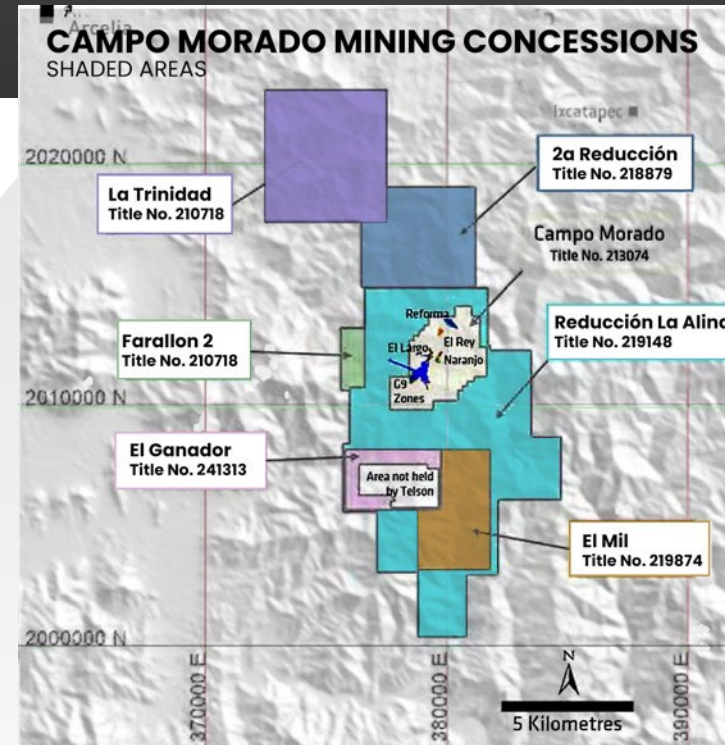 Arcelia
CAMPO MORADO MINING CONCESSIONS
SHADED AREAS
Ixcatapec
2020000 N
2a Reducción
Title No. 218879
La Trinidad
Title No. 210718
Campo Morado
Title No. 213074
Reforma
Reducción La Alina
Title No. 219148
Farallon 2
Title No. 210718
El Largo
El Rey
Naranjo
G9
Zones
2010000 N
El Ganador
Title No. 241313
Area not held
by Telson
El Mil
Title No. 219874
2000000 N
370000 E
380000 E
390000 E
N
5 Kilometres